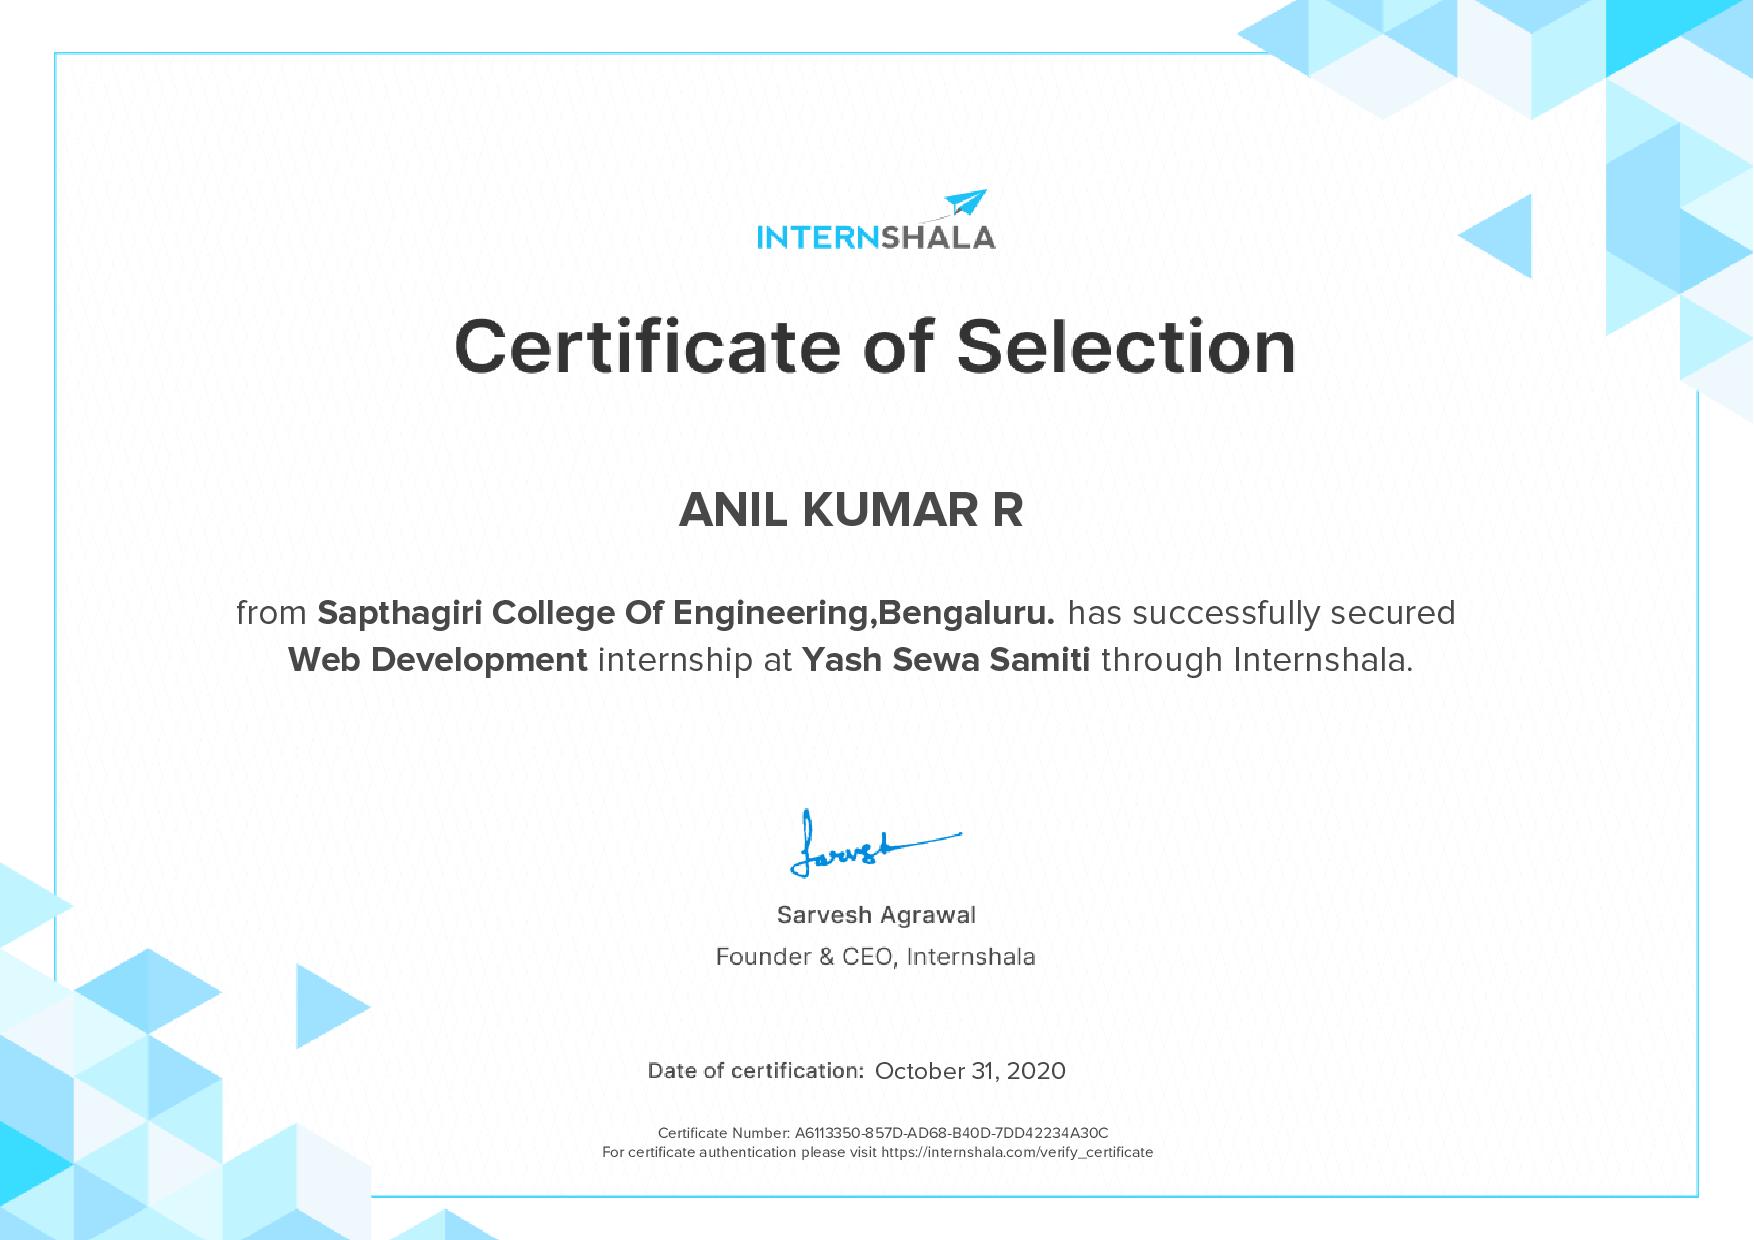 INTERNSHALA
Certificate of Selection
ANIL KUMAR R
from Sapthagiri College Of Engineering,Bengaluru. has successfully secured
Web Development internship at Yash Sewa Samiti through Internshala.
Sarvesh
Sarvesh Agrawal
Founder & CEO, Internshala
Date of certification: October 31, 2020
Certificate Number: A6113350-857D-AD68-B40D-7DD42234A30C
For certificate authentication please visit https://internshala.com/verify_certificate